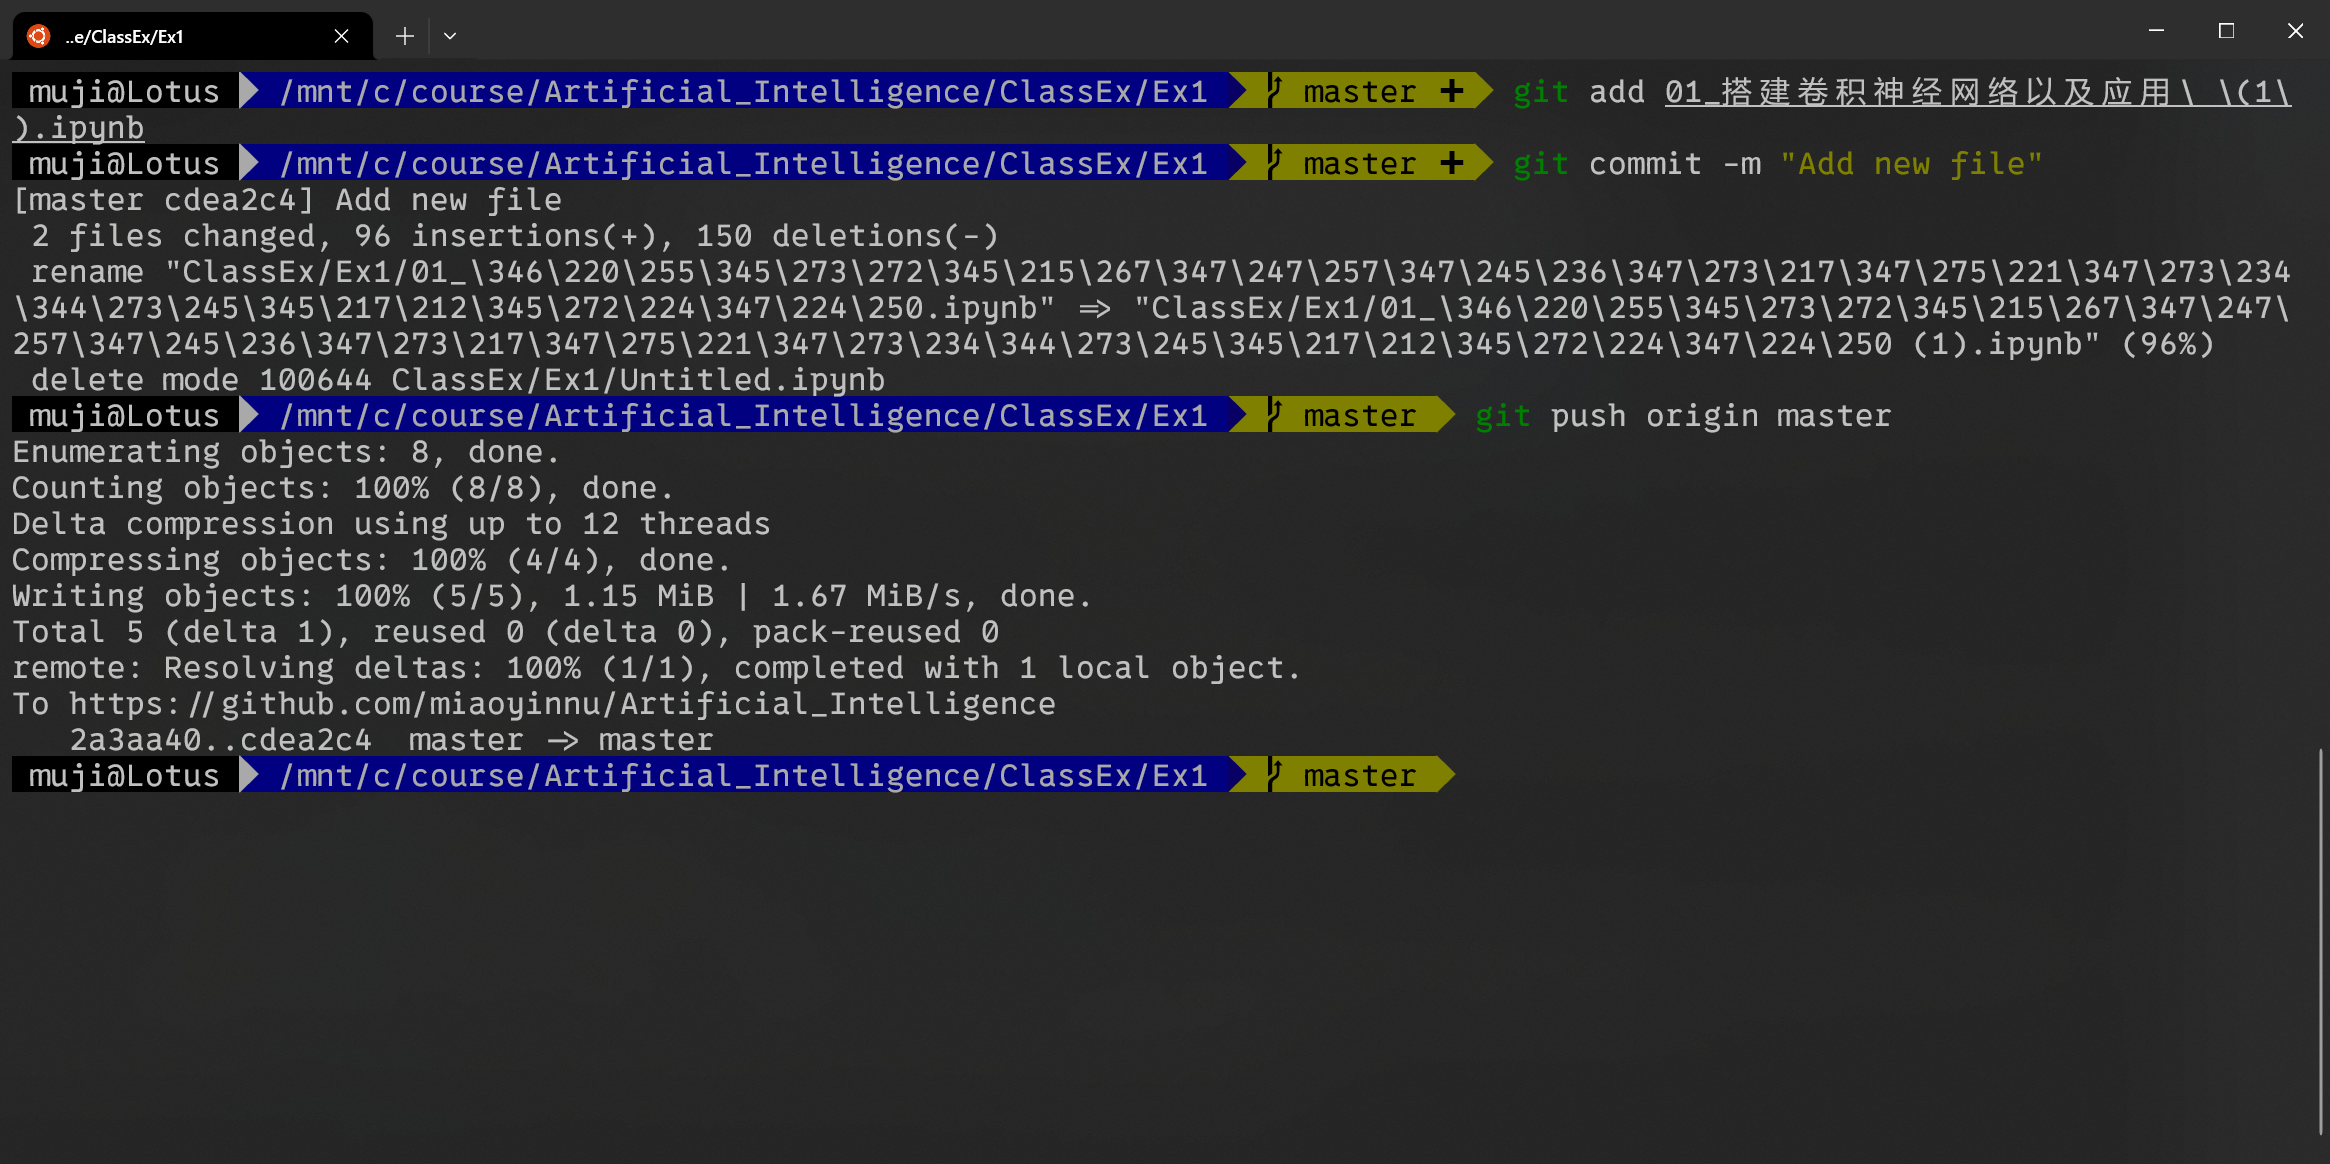 ..e/ClassEx/Ex1
muji@Lotus /mnt/c/course/Artificial_Intelligence/ClassEx/Ex1 master + git add 01_搭建卷积神经网络以及应用\ \(1\
).ipynb
muji@Lotus /mnt/c/course/Artificial_Intelligence/ClassEx/Ex1 master + git commit -m "Add new file"
[master cdea2c4] Add new file
 2 files changed, 96 insertions(+), 150 deletions(-)
 rename "ClassEx/Ex1/01_\346\220\255\345\273\272\345\215\267\347\247\257\347\245\236\347\273\217\347\275\221\347\273\234
\344\273\245\345\217\212\345\272\224\347\224\250.ipynb" => "ClassEx/Ex1/01_\346\220\255\345\273\272\345\215\267\347\247\
257\347\245\236\347\273\217\347\275\221\347\273\234\344\273\245\345\217\212\345\272\224\347\224\250 (1).ipynb" (96%)
 delete mode 100644 ClassEx/Ex1/Untitled.ipynb
muji@Lotus /mnt/c/course/Artificial_Intelligence/ClassEx/Ex1 master git push origin master
Enumerating objects: 8, done.
Counting objects: 100% (8/8), done.
Delta compression using up to 12 threads
Compressing objects: 100% (4/4), done.
Writing objects: 100% (5/5), 1.15 MiB | 1.67 MiB/s, done.
Total 5 (delta 1), reused 0 (delta 0), pack-reused 0
remote: Resolving deltas: 100% (1/1), completed with 1 local object.
To https://github.com/miaoyinnu/Artificial_Intelligence
   2a3aa40..cdea2c4  master -> master
muji@Lotus /mnt/c/course/Artificial_Intelligence/ClassEx/Ex1 master